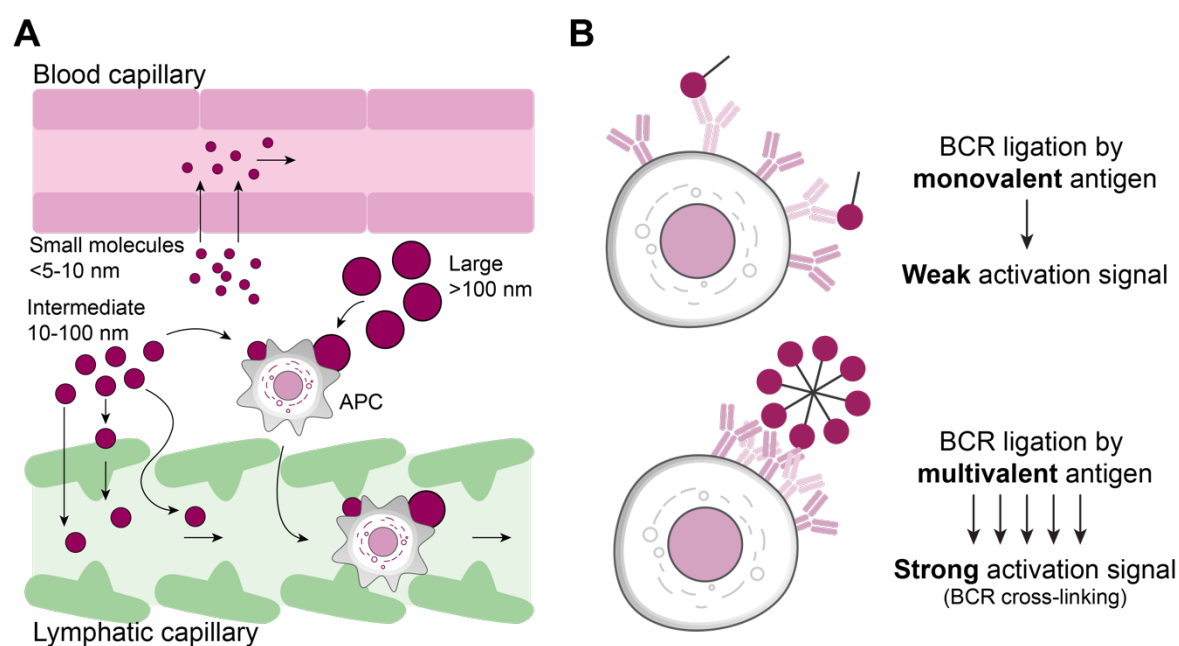 A
Blood capillary
Small molecules
<5-10 nm
Large
>100 nm
Intermediate
10-100 nm
APC
Lymphatic capillary
B
BCR ligation by
monovalent antigen
Weak activation signal
BCR ligation by
multivalent antigen
Strong activation signal
(BCR cross-linking)